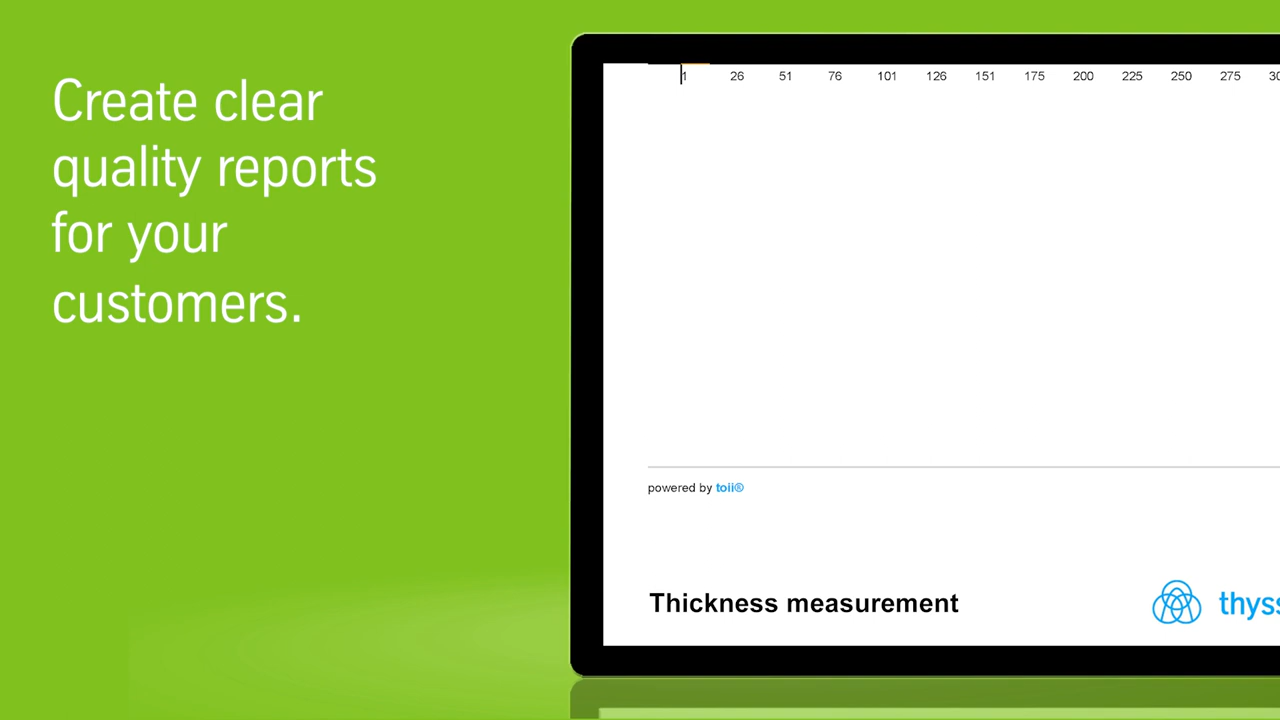 Create clear
quality reports
for your
customers.
1 26 51 76 101 126 151 175 200 225 250 275
powered by toii®
Thickness measurement